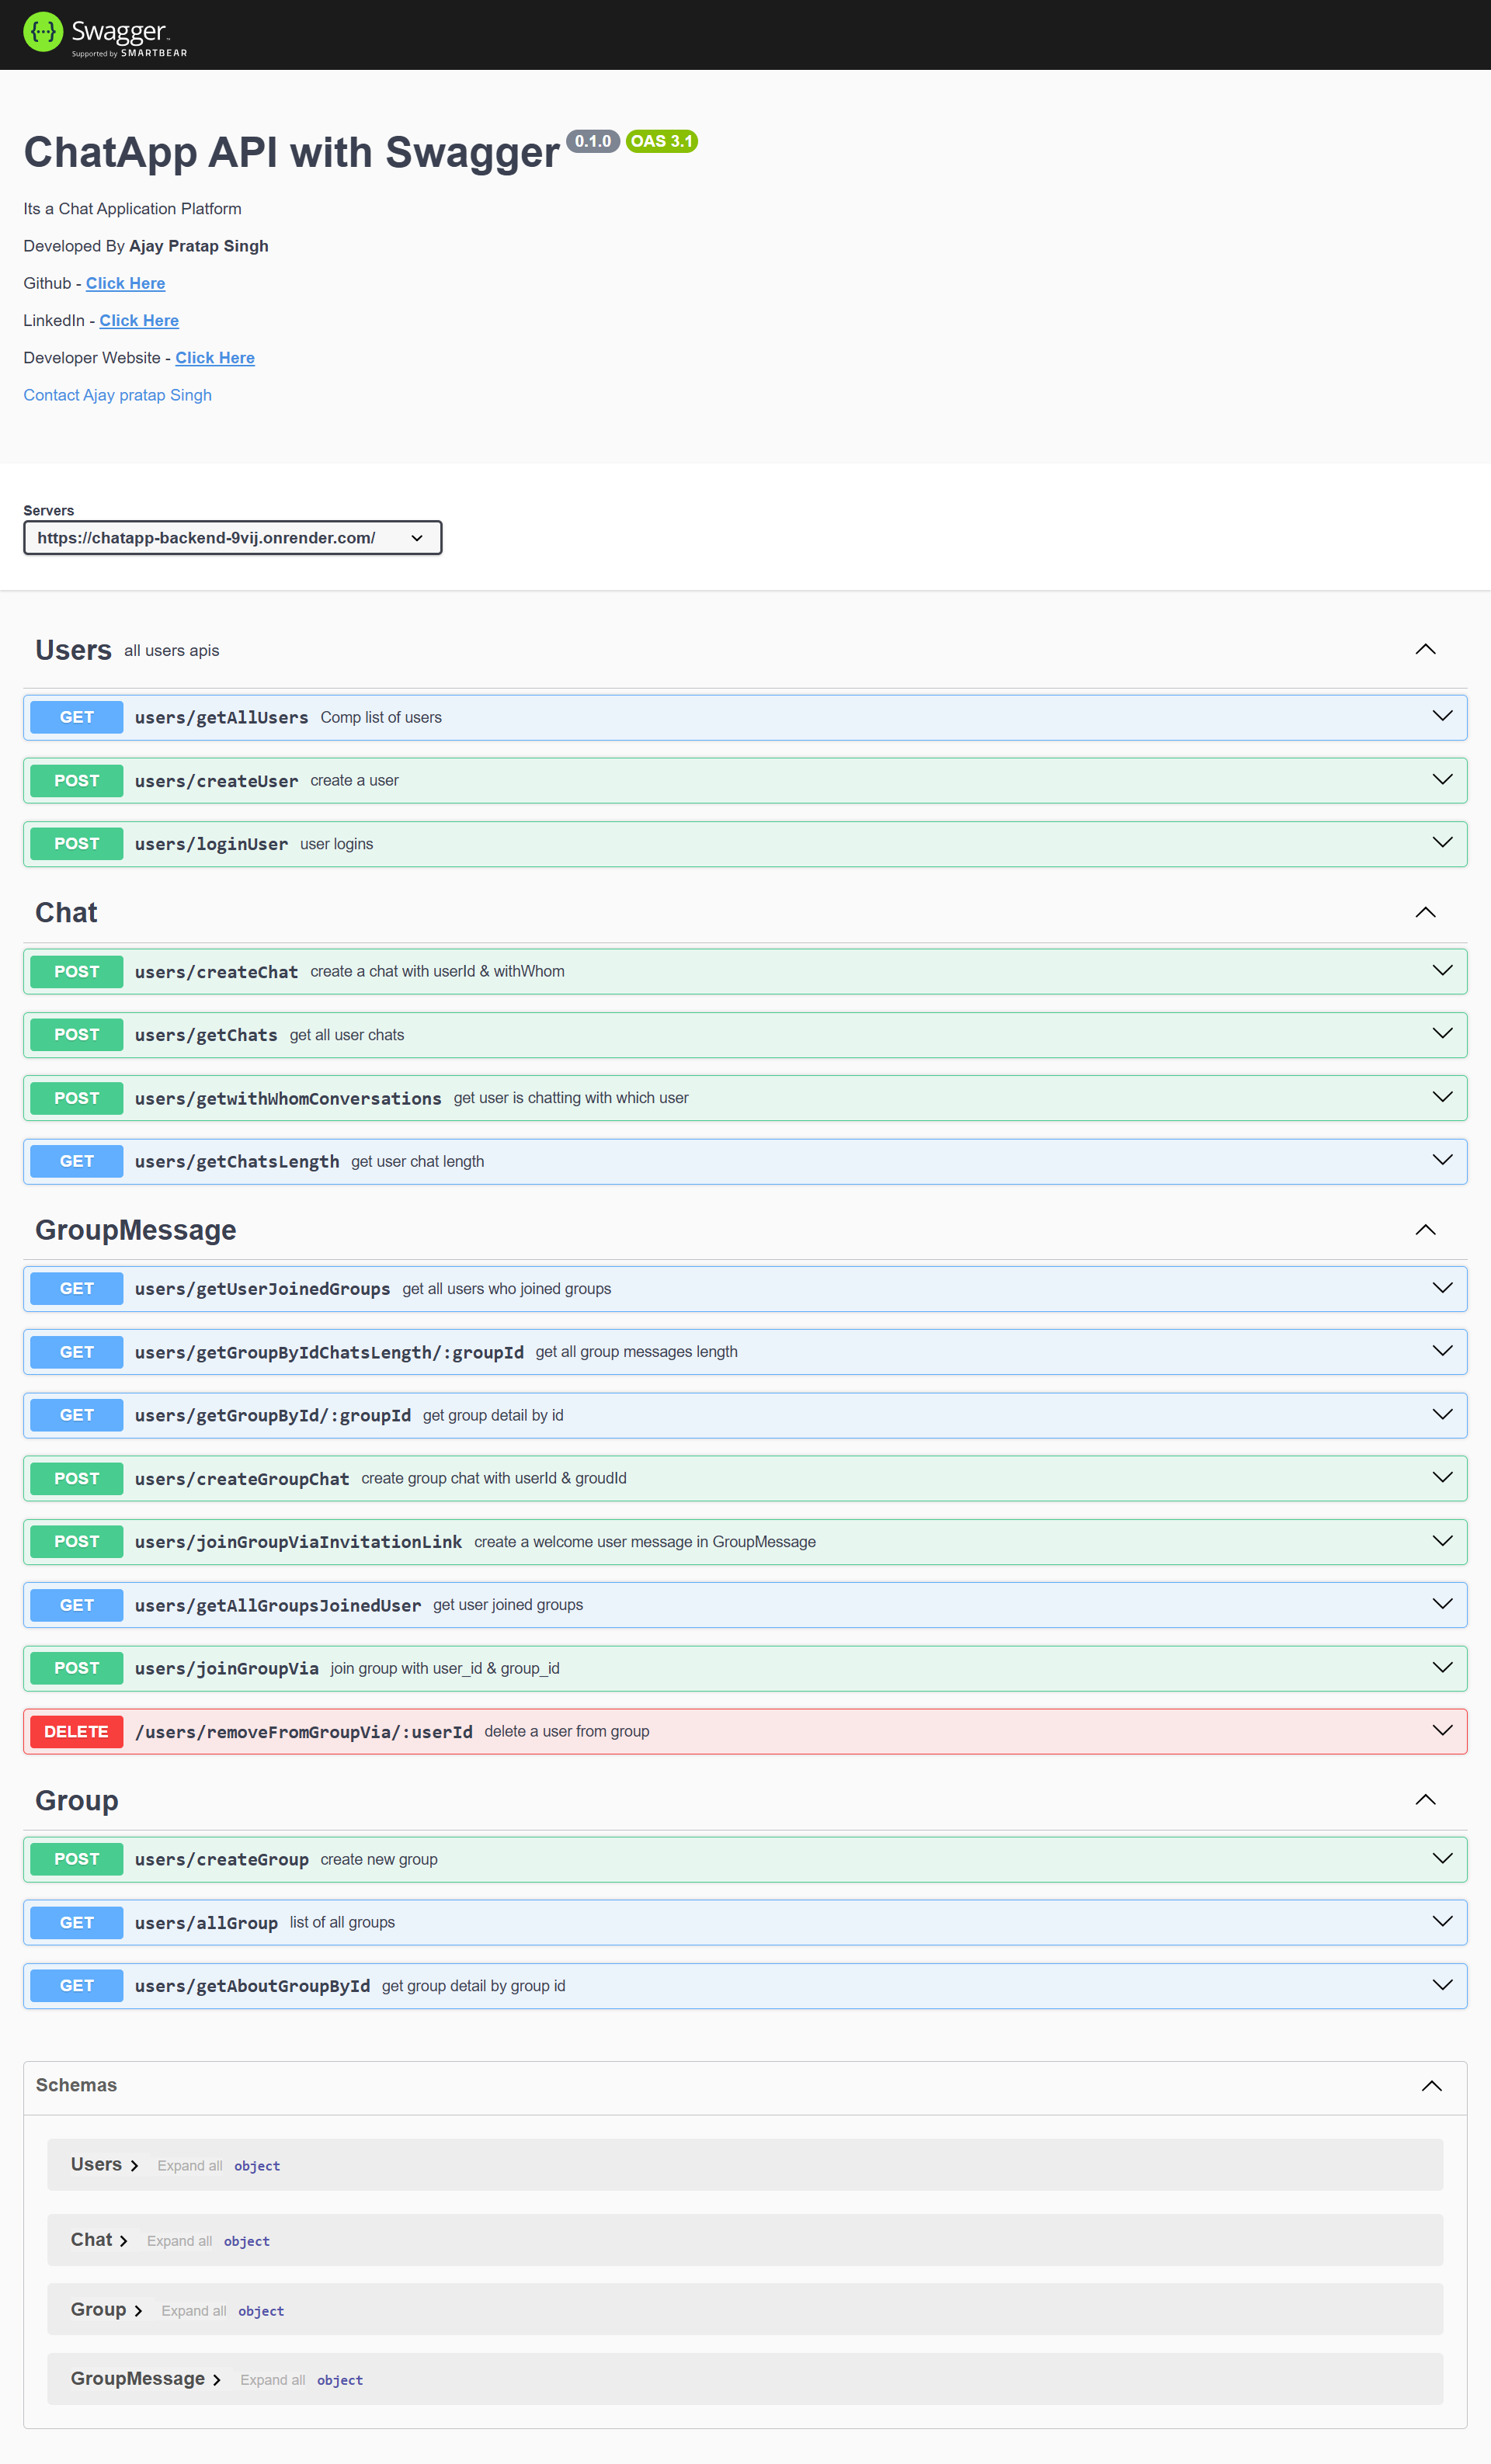 Swagger
Supported by SMARTBEAR
ChatApp API with Swagger 0.1.0 OAS 3.1
Its a Chat Application Platform
Developed By Ajay Pratap Singh
Github - Click Here
LinkedIn - Click Here
Developer Website - Click Here
Contact Ajay pratap Singh
Servers
https://chatapp-backend-9vij.onrender.com/
Users all users apis
GET users/getAllUsers Comp list of users
POST users/createUser create a user
POST users/loginUser user logins
Chat
POST users/createChat create a chat with userId & withWhom
POST users/getChats get all user chats
POST users/getwithWhomConversations get user is chatting with which user
GET users/getChatsLength get user chat length
GroupMessage
GET users/getUserJoinedGroups get all users who joined groups
GET users/getGroupByIdChatsLength/:groupId get all group messages length
GET users/getGroupById/:groupId get group detail by id
POST users/createGroupChat create group chat with userId & groudId
POST users/joinGroupViaInvitationLink create a welcome user message in GroupMessage
GET users/getAllGroupsJoinedUser get user joined groups
POST users/joinGroupVia join group with user_id & group_id
DELETE /users/removeFromGroupVia/:userId delete a user from group
Group
POST users/createGroup create new group
GET users/allGroup list of all groups
GET users/getAboutGroupById get group detail by group id
Schemas
Users Expand all object
Chat Expand all object
Group Expand all object
GroupMessage Expand all object